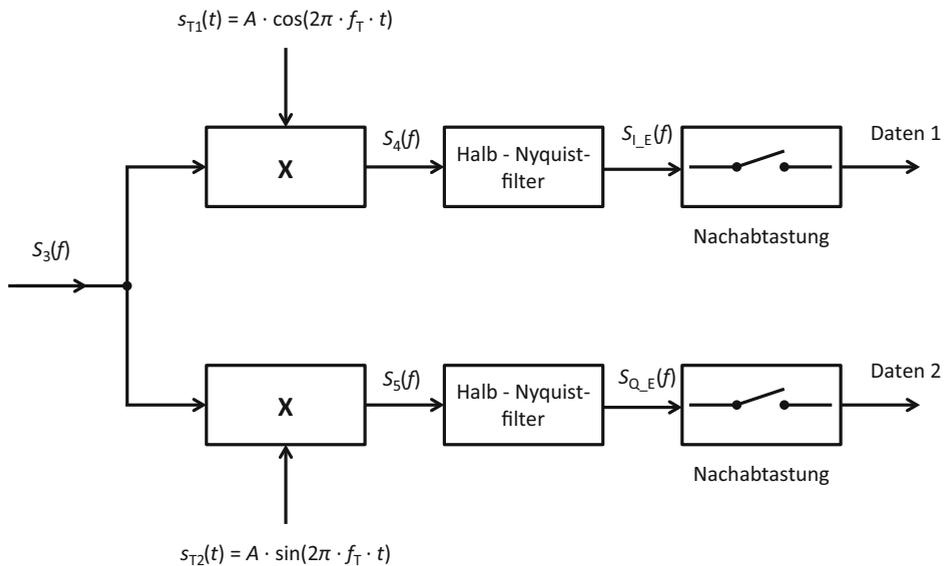 s_T1(t) = A · cos(2π · f_T · t)
X
S_4(f)
Halb - Nyquist-
filter
S_I_E(f)
Daten 1
Nachabtastung
S_3(f)
X
S_5(f)
Halb - Nyquist-
filter
S_Q_E(f)
Daten 2
Nachabtastung
s_T2(t) = A · sin(2π · f_T · t)